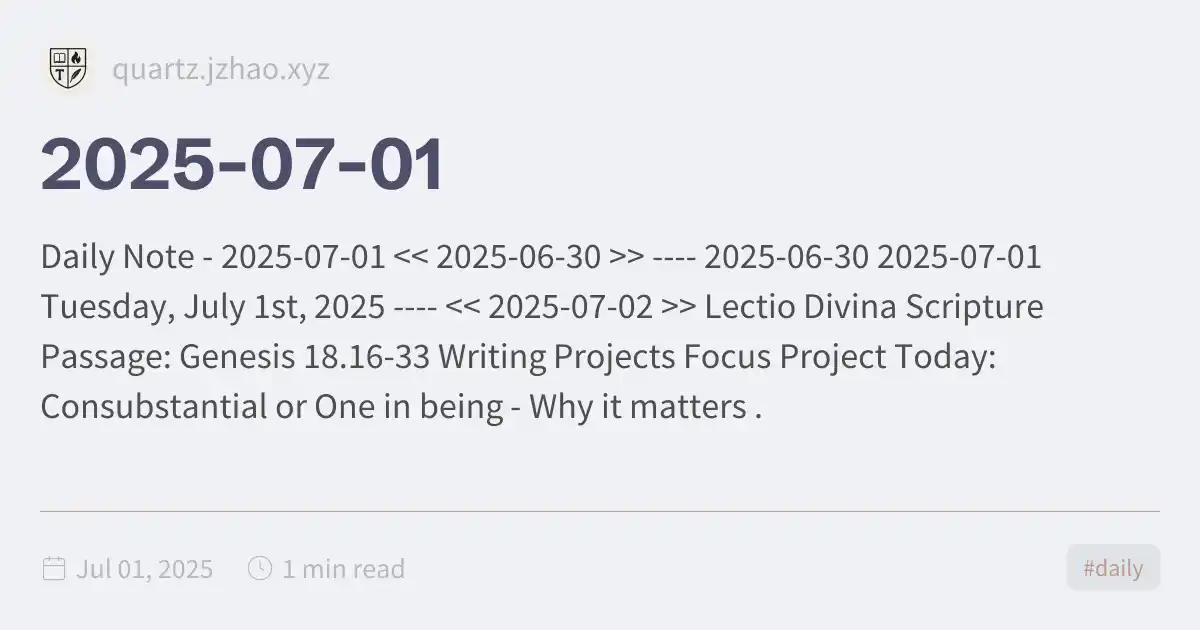 T
quartz.jzhao.xyz
2025-07-01
Daily Note - 2025-07-01 << 2025-06-30 >> ---- 2025-06-30 2025-07-01
Tuesday, July 1st, 2025 ---- << 2025-07-02 >> Lectio Divina Scripture
Passage: Genesis 18.16-33 Writing Projects Focus Project Today:
Consubstantial or One in being - Why it matters .
Jul 01, 2025
1 min read
#daily